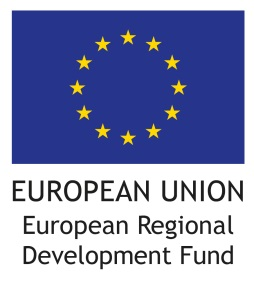 EUROPEAN UNION
European Regional
Development Fund